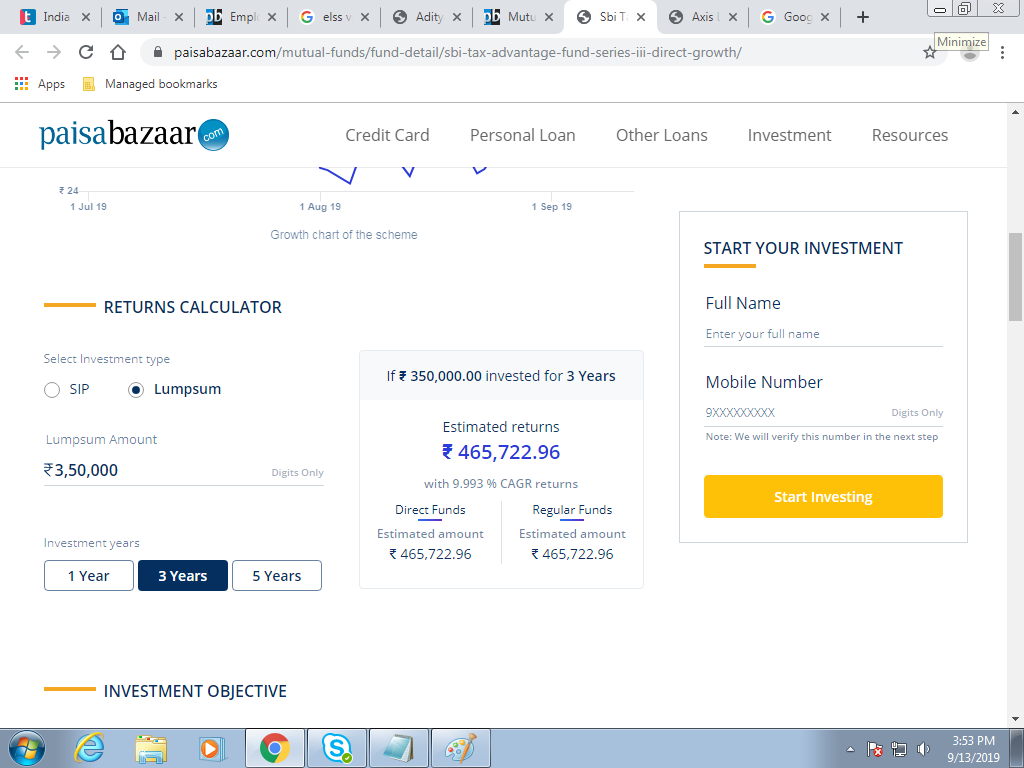 India
Mail
Empl
elss v
Adity
Mutu
Sbi T
Axis L
Goog
Minimize
paisabazaar.com/mutual-funds/fund-detail/sbi-tax-advantage-fund-series-iii-direct-growth/
Apps Managed bookmarks
paisabazaar.com
Credit Card Personal Loan Other Loans Investment Resources
₹ 24
1 Jul 19 1 Aug 19 1 Sep 19
Growth chart of the scheme
RETURNS CALCULATOR
Select Investment type
SIP Lumpsum
Lumpsum Amount
₹3,50,000 Digits Only
Investment years
1 Year 3 Years 5 Years
If ₹ 350,000.00 invested for 3 Years
Estimated returns
₹ 465,722.96
with 9.993 % CAGR returns
Direct Funds
Estimated amount
₹ 465,722.96
Regular Funds
Estimated amount
₹ 465,722.96
START YOUR INVESTMENT
Full Name
Enter your full name
Mobile Number
9XXXXXXXXX Digits Only
Note: We will verify this number in the next step
Start Investing
INVESTMENT OBJECTIVE
3:53 PM
9/13/2019